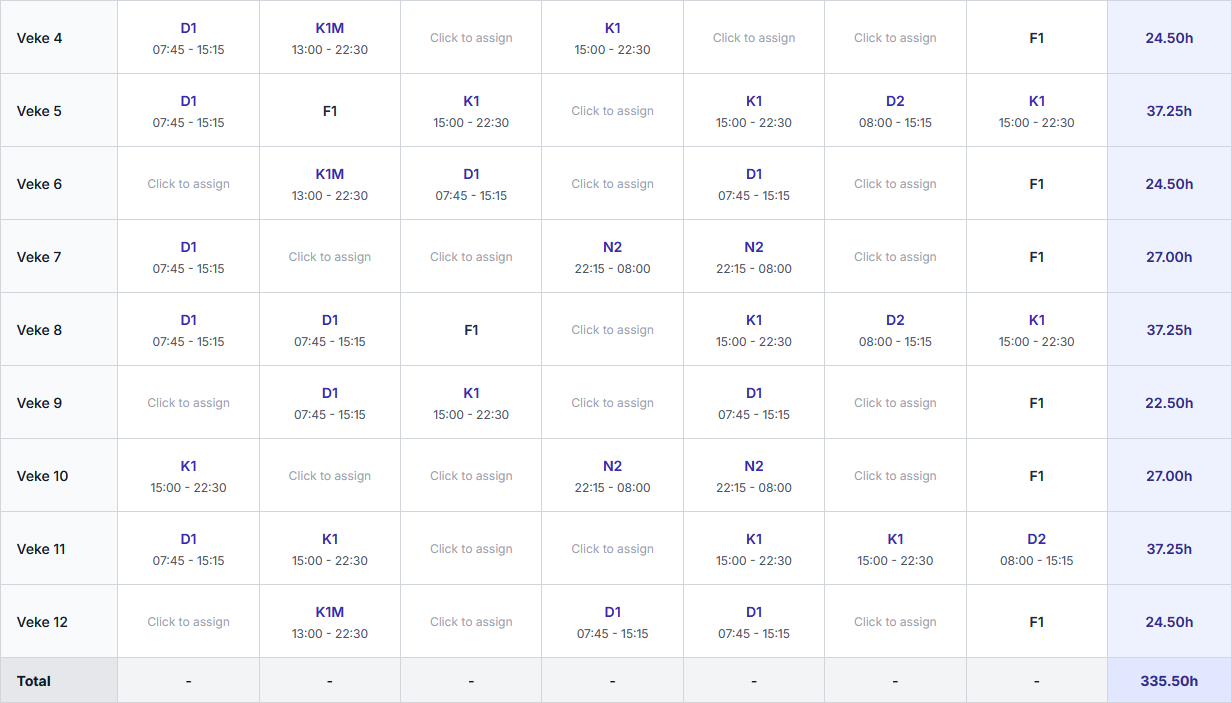 Veke 4
D1
07:45 - 15:15
K1M
13:00 - 22:30
Click to assign
K1
15:00 - 22:30
Click to assign
Click to assign
F1
24.50h
Veke 5
D1
07:45 - 15:15
F1
K1
15:00 - 22:30
Click to assign
K1
15:00 - 22:30
D2
08:00 - 15:15
K1
15:00 - 22:30
37.25h
Veke 6
Click to assign
K1M
13:00 - 22:30
D1
07:45 - 15:15
Click to assign
D1
07:45 - 15:15
Click to assign
F1
24.50h
Veke 7
D1
07:45 - 15:15
Click to assign
Click to assign
N2
22:15 - 08:00
N2
22:15 - 08:00
Click to assign
F1
27.00h
Veke 8
D1
07:45 - 15:15
D1
07:45 - 15:15
F1
Click to assign
K1
15:00 - 22:30
D2
08:00 - 15:15
K1
15:00 - 22:30
37.25h
Veke 9
Click to assign
D1
07:45 - 15:15
K1
15:00 - 22:30
Click to assign
D1
07:45 - 15:15
Click to assign
F1
22.50h
Veke 10
K1
15:00 - 22:30
Click to assign
Click to assign
N2
22:15 - 08:00
N2
22:15 - 08:00
Click to assign
F1
27.00h
Veke 11
D1
07:45 - 15:15
K1
15:00 - 22:30
Click to assign
Click to assign
K1
15:00 - 22:30
K1
15:00 - 22:30
D2
08:00 - 15:15
37.25h
Veke 12
Click to assign
K1M
13:00 - 22:30
Click to assign
D1
07:45 - 15:15
D1
07:45 - 15:15
Click to assign
F1
24.50h
Total
-
-
-
-
-
-
-
335.50h